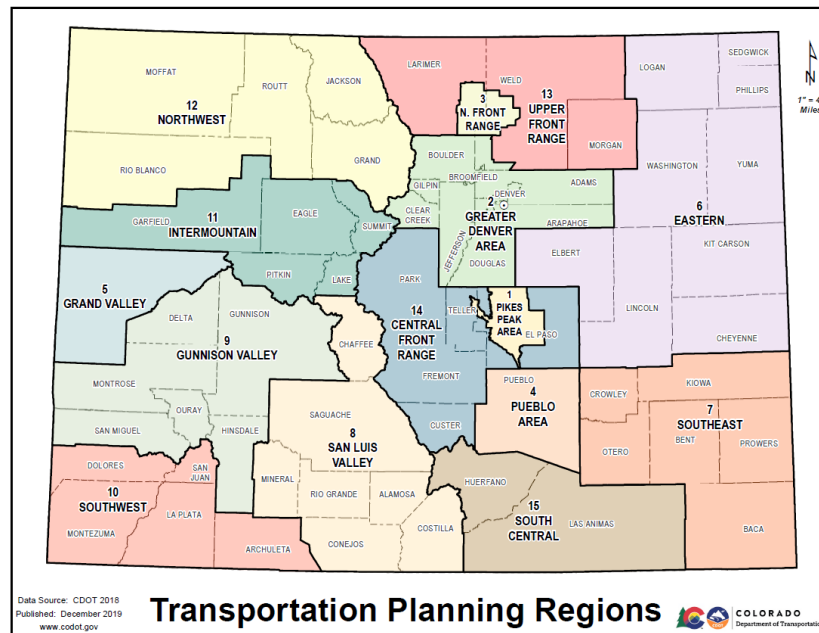 MOFFAT
ROUTT
JACKSON
LARIMER
WELD
LOGAN
SEDGWICK
PHILLIPS
12
NORTHWEST
3
N. FRONT
RANGE
13
UPPER
FRONT
RANGE
MORGAN
1" = 4
Miles
RIO BLANCO
GRAND
BOULDER
BROOMFIELD
GILPIN
DENVER
ADAMS
WASHINGTON
YUMA
CLEAR
CREEK
2
GREATER
DENVER
AREA
ARAPAHOE
JEFFERSON
DOUGLAS
6
EASTERN
GARFIELD
11
INTERMOUNTAIN
EAGLE
SUMMIT
PITKIN
LAKE
PARK
ELBERT
KIT CARSON
LINCOLN
CHEYENNE
5
GRAND VALLEY
DELTA
GUNNISON
9
GUNNISON VALLEY
CHAFFEE
14
CENTRAL
FRONT
RANGE
TELLER
1
PIKES
PEAK
AREA
EL PASO
FREMONT
CUSTER
MONTROSE
OURAY
SAN MIGUEL
HINSDALE
SAGUACHE
8
SAN LUIS
VALLEY
PUEBLO
4
PUEBLO
AREA
CROWLEY
KIOWA
7
SOUTHEAST
OTERO
BENT
PROWERS
BACA
DOLORES
SAN
JUAN
10
SOUTHWEST
MONTEZUMA
LA PLATA
ARCHULETA
MINERAL
RIO GRANDE
ALAMOSA
CONEJOS
COSTILLA
HUERFANO
15
SOUTH
CENTRAL
LAS ANIMAS
Data Source: CDOT 2018
Published: December 2019
www.codot.gov
Transportation Planning Regions
COLORADO
Department of Transportatio